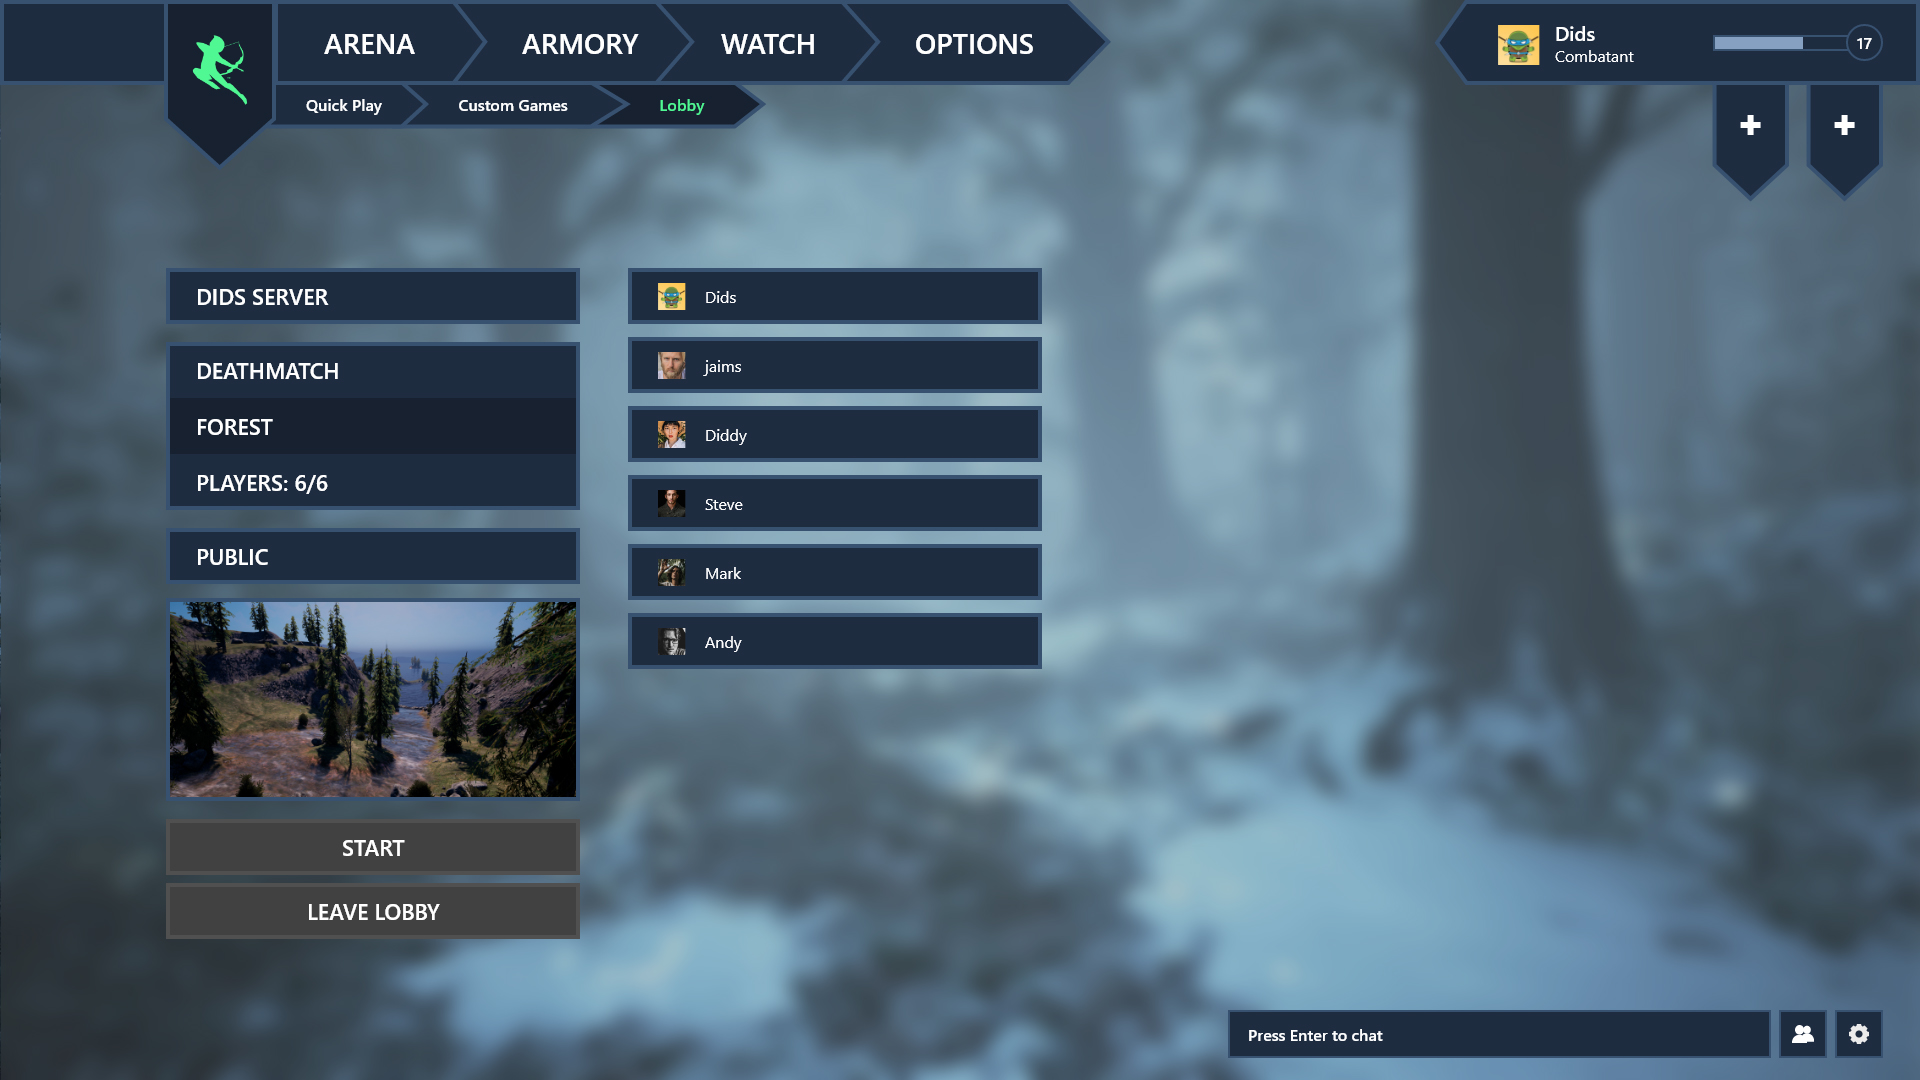 ARENA
ARMORY
WATCH
OPTIONS
Dids
Combatant
17
Quick Play
Custom Games
Lobby
DIDS SERVER
DEATHMATCH
FOREST
PLAYERS: 6/6
PUBLIC
START
LEAVE LOBBY
Dids
jaims
Diddy
Steve
Mark
Andy
Press Enter to chat